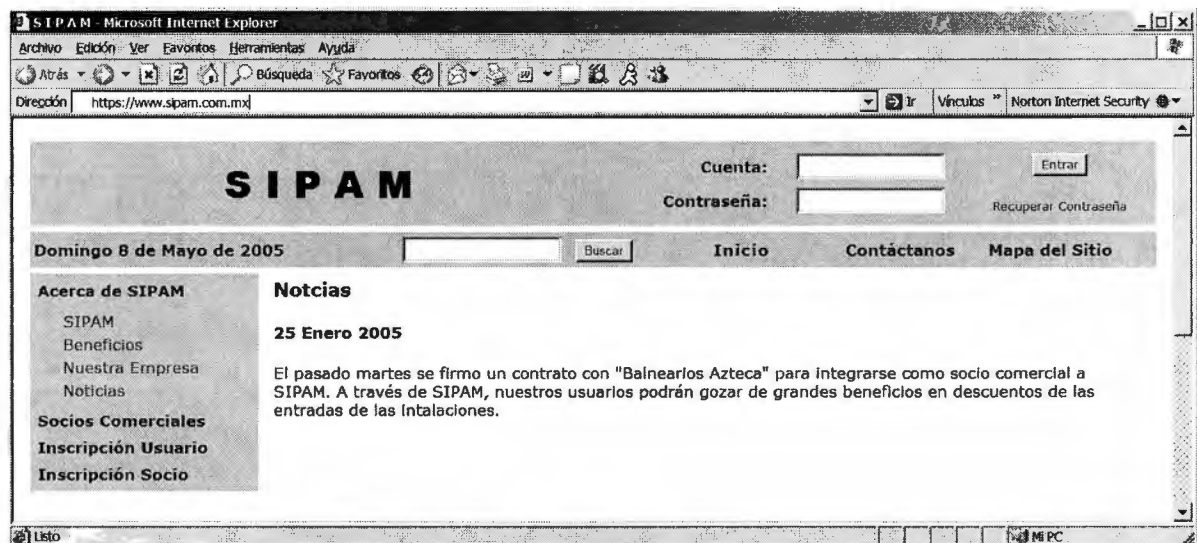 S I P A M - Microsoft Internet Explorer
Archivo Edición Ver Favoritos Herramientas Ayuda
Atrás Búsqueda Favoritos
Dirección https://www.sipam.com.mx Ir Vínculos » Norton Internet Security
SIPAM
Cuenta: Entrar
Contraseña: Recuperar Contraseña
Domingo 8 de Mayo de 2005 Buscar Inicio Contáctanos Mapa del Sitio
Acerca de SIPAM
SIPAM
Beneficios
Nuestra Empresa
Noticias
Socios Comerciales
Inscripción Usuario
Inscripción Socio
Notcias
25 Enero 2005
El pasado martes se firmo un contrato con "Balnearios Azteca" para integrarse como socio comercial a
SIPAM. A través de SIPAM, nuestros usuarios podrán gozar de grandes beneficios en descuentos de las
entradas de las intalaciones.
Listo Mi PC